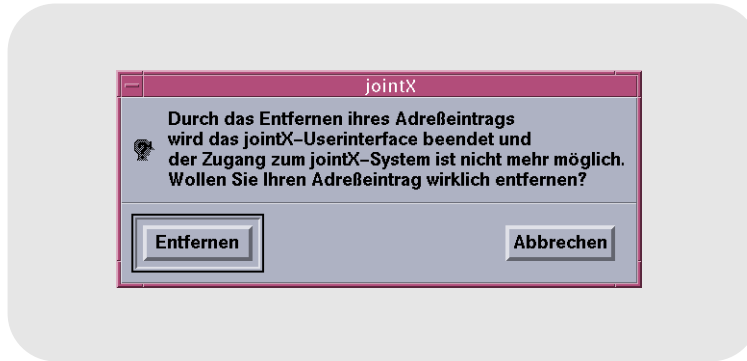 jointX
Durch das Entfernen ihres Adreßeintrags
wird das jointX-Userinterface beendet und
der Zugang zum jointX-System ist nicht mehr möglich.
Wollen Sie Ihren Adreßeintrag wirklich entfernen?
Entfernen
Abbrechen